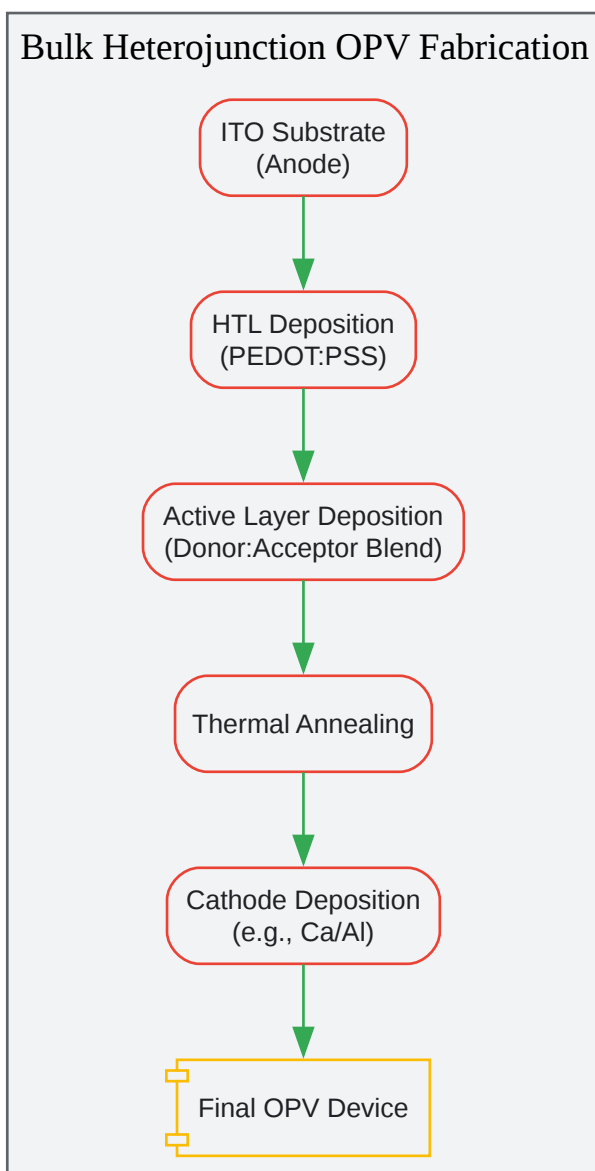 Bulk Heterojunction OPV Fabrication
ITO Substrate
(Anode)
HTL Deposition
(PEDOT:PSS)
Active Layer Deposition
(Donor:Acceptor Blend)
Thermal Annealing
Cathode Deposition
(e.g., Ca/Al)
Final OPV Device